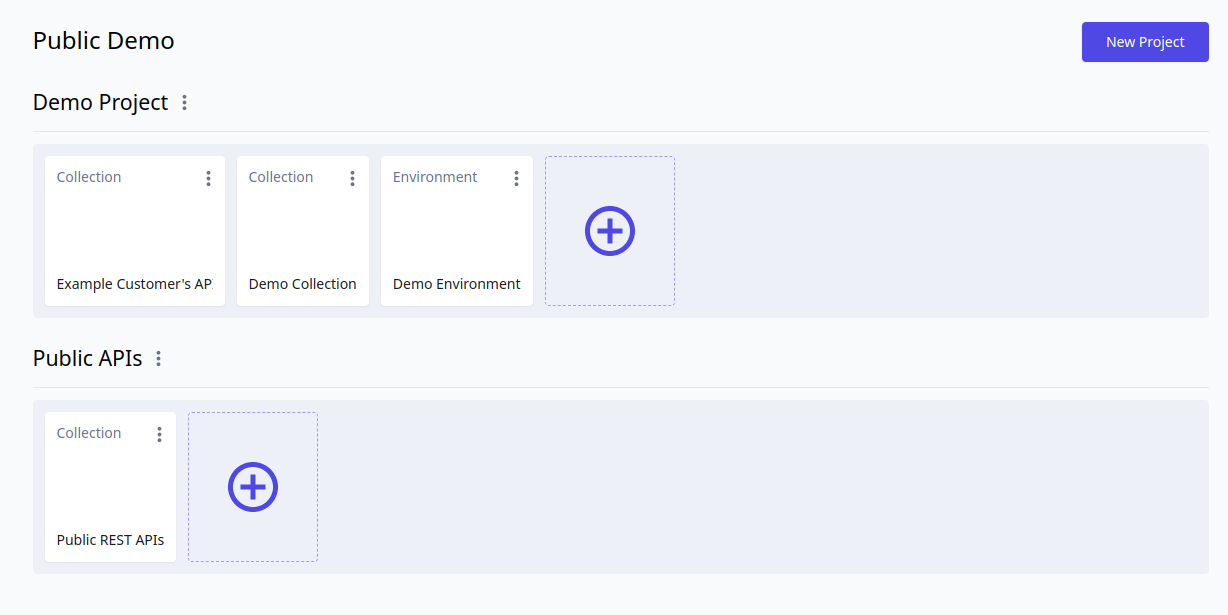 Public Demo
New Project
Demo Project
Collection
Collection
Environment
Example Customer's AP
Demo Collection
Demo Environment
Public APIs
Collection
Public REST APIs